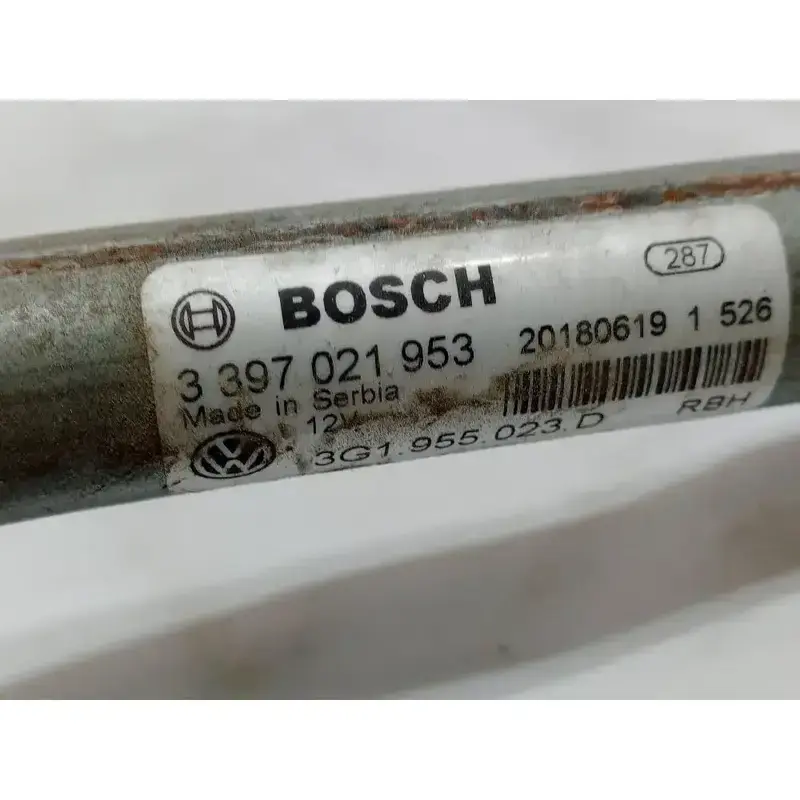 287
BOSCH
3 397 021 953
20180619 1 526
Made in Serbia
12V
RBH
3G1.955.023.D